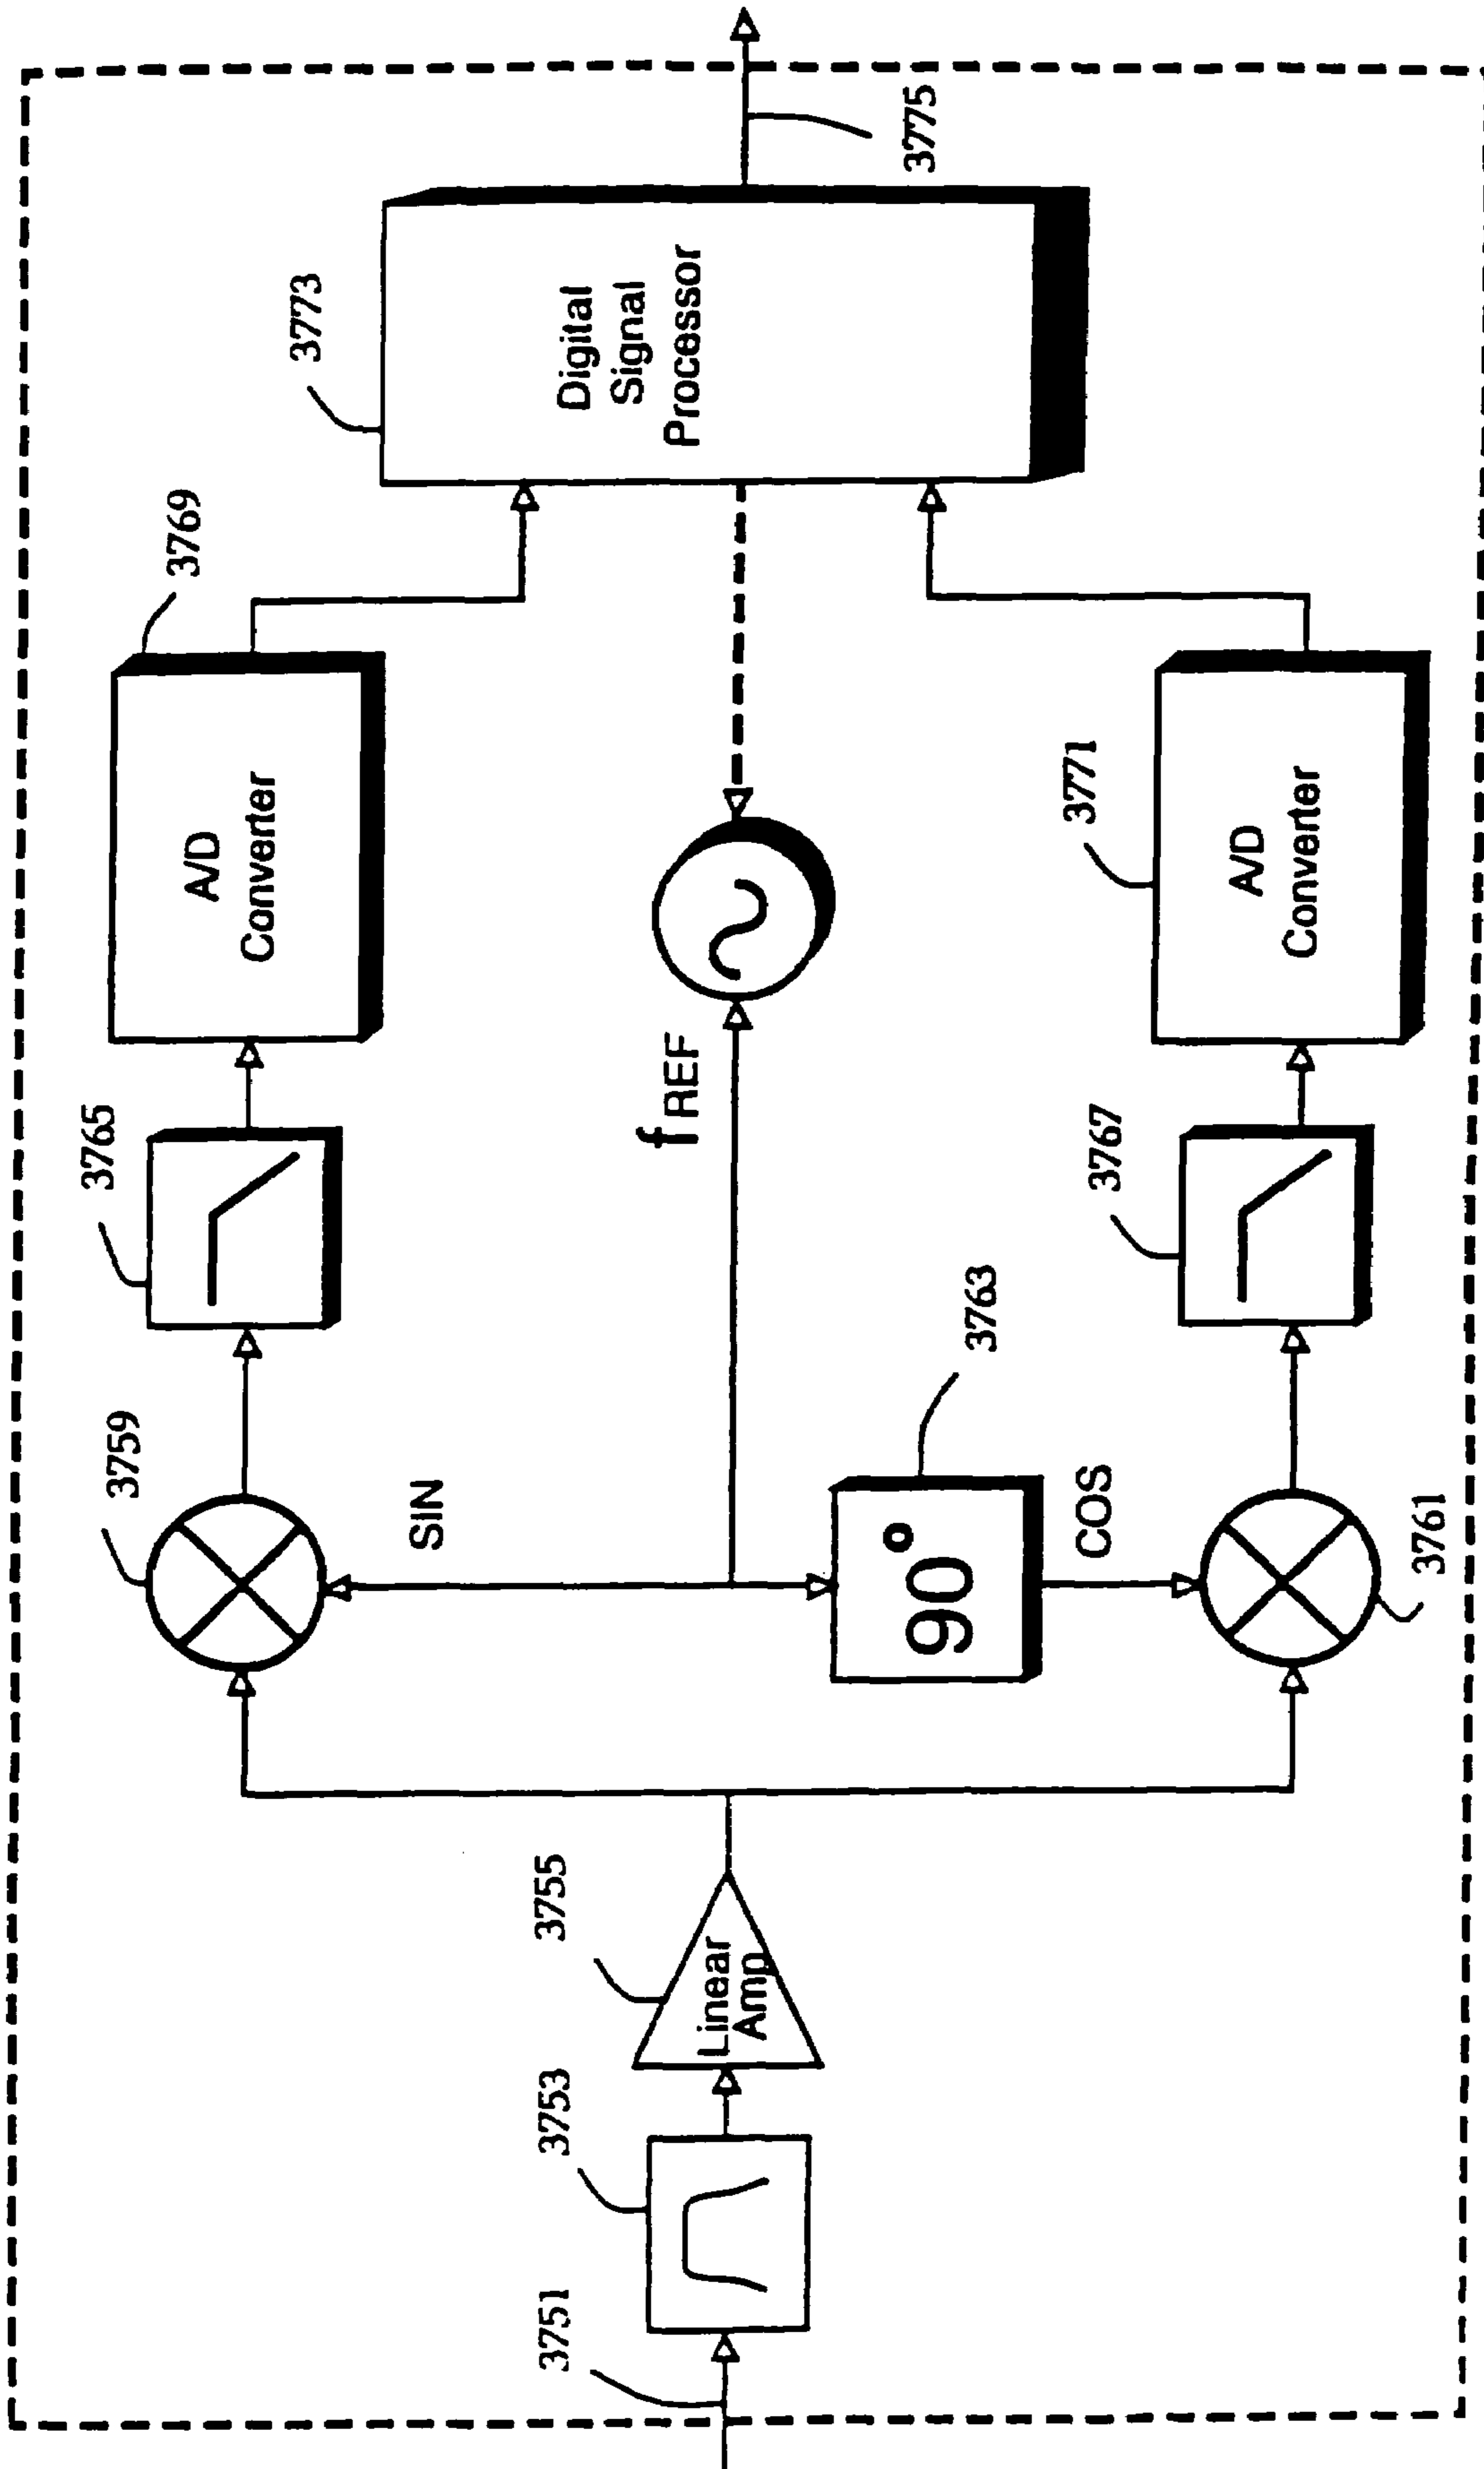 3751
3753
3755
Linear
Amp
3759
SIN
90°
3763
COS
3761
3765
f REF
3767
3769
A/D
Converter
3771
A/D
Converter
3773
Digital
Signal
Processor
3775